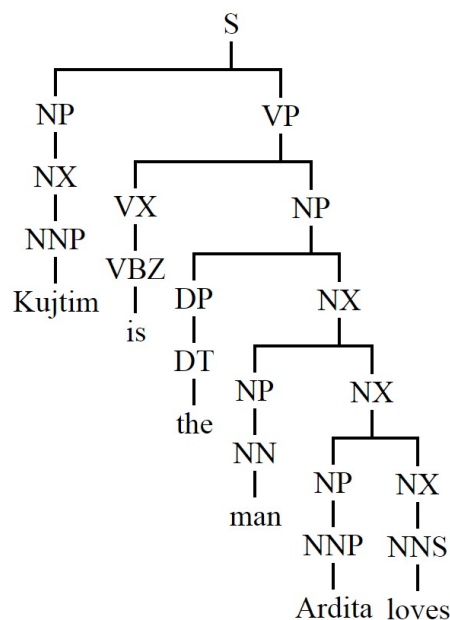 S
NP VP
NX VX NP
NNP VBZ DP NX
Kujtim is DT NP NX
the NN NP NX
man NNP NNS
Ardita loves